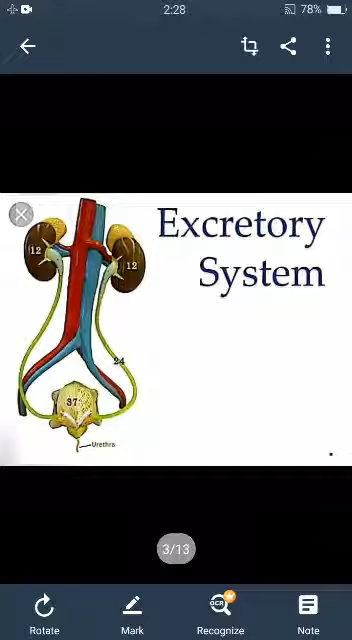 2:28
78%
Excretory
System
12
12
24
37
Urethra
3/13
OCR
Rotate
Mark
Recognize
Note